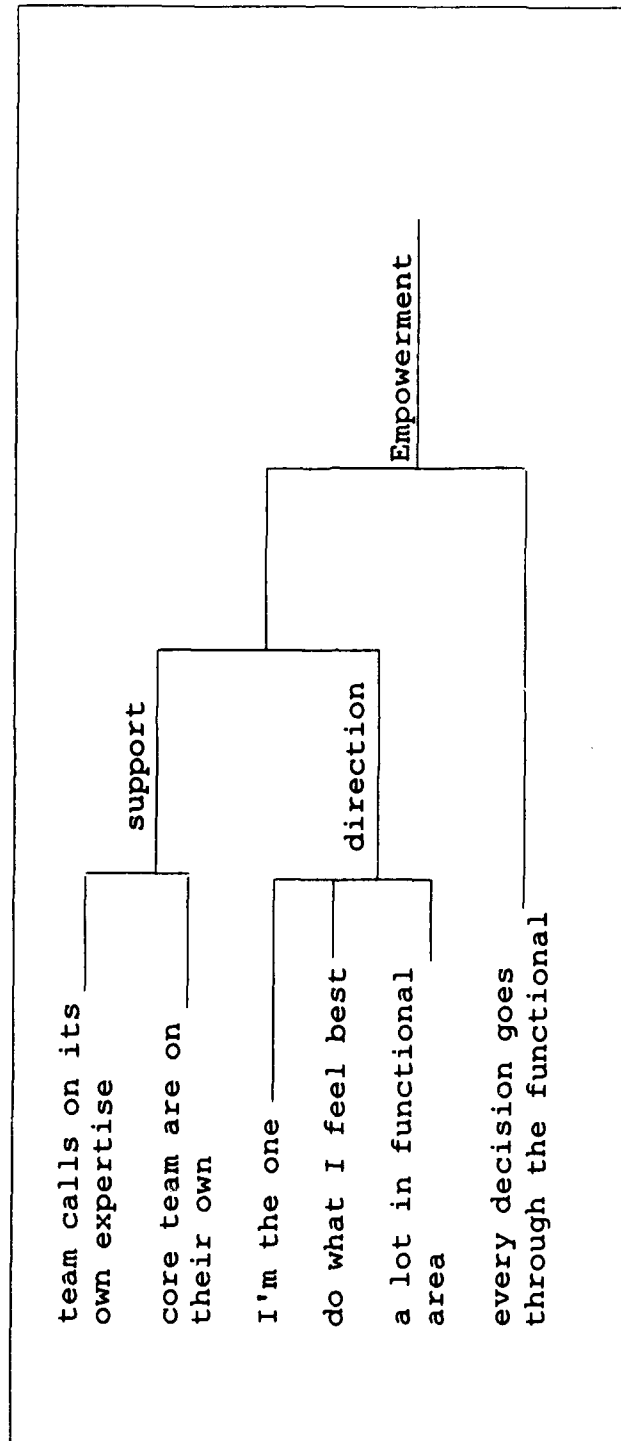 team calls on its
own expertise
core team are on
their own
I'm the one
do what I feel best
a lot in functional
area
every decision goes
through the functional
support
direction
Empowerment